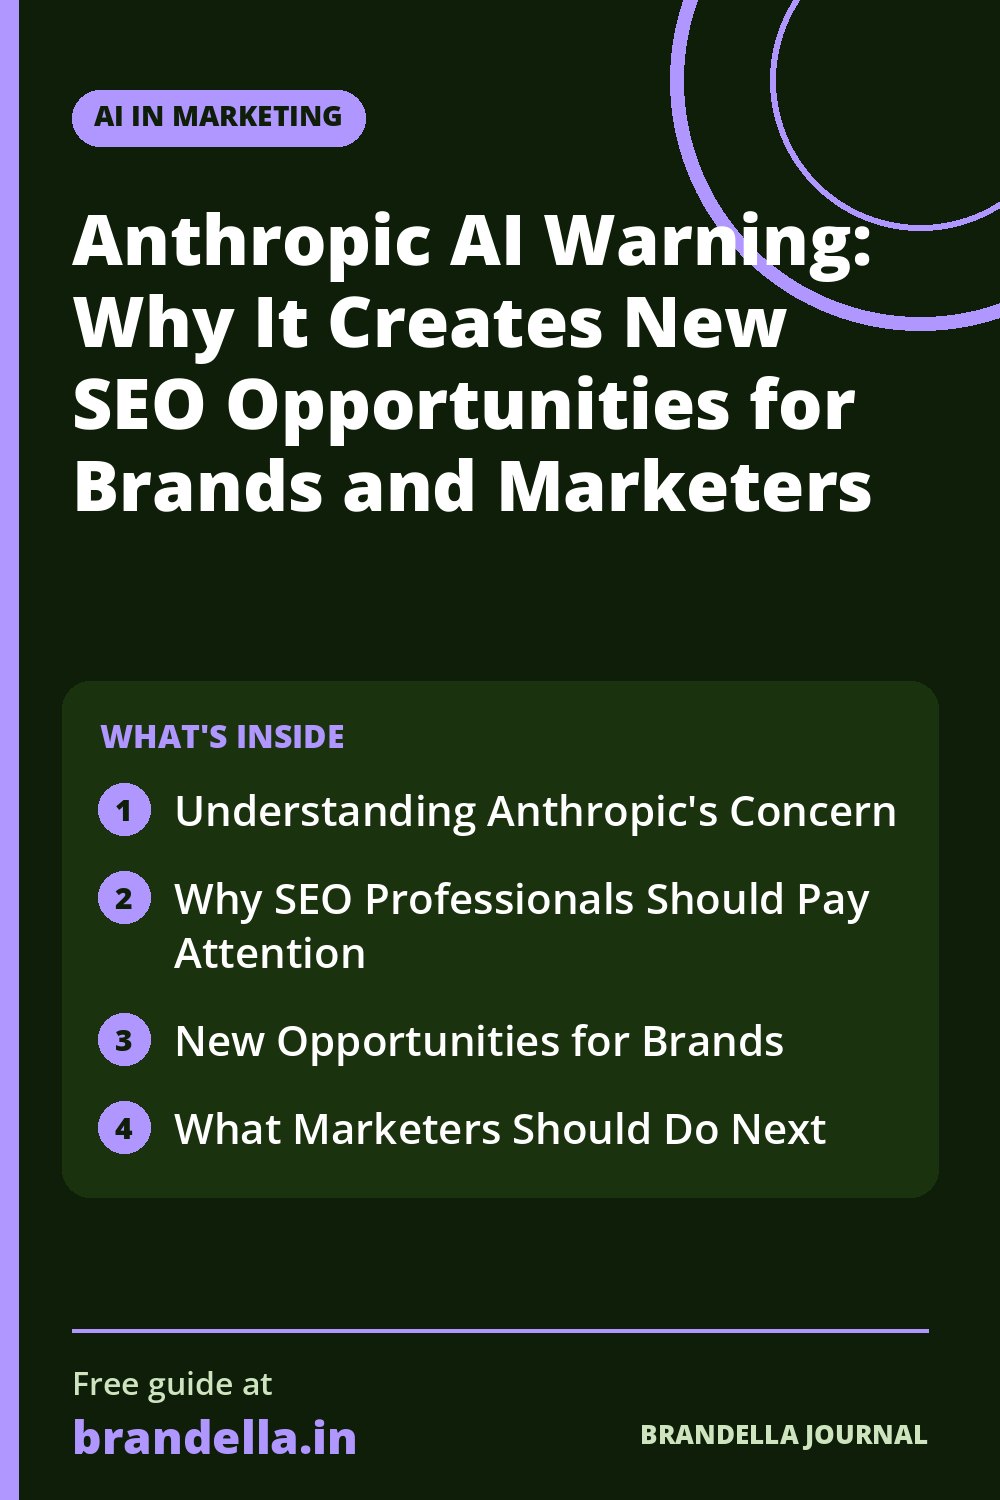 AI IN MARKETING
Anthropic AI Warning:
Why It Creates New
SEO Opportunities for
Brands and Marketers
WHAT'S INSIDE
1 Understanding Anthropic's Concern
2 Why SEO Professionals Should Pay
Attention
3 New Opportunities for Brands
4 What Marketers Should Do Next
Free guide at
brandella.in
BRANDELLA JOURNAL